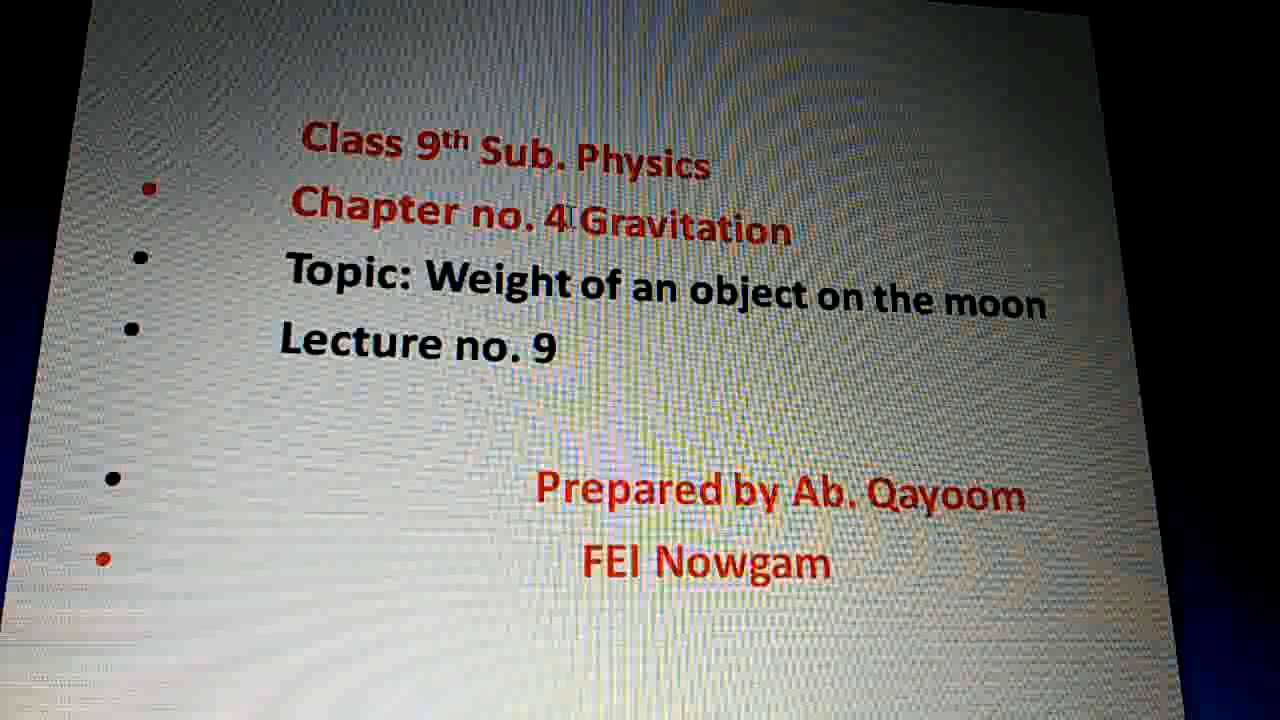 Class 9th Sub. Physics
Chapter no. 4 Gravitation
Topic: Weight of an object on the moon
Lecture no. 9
Prepared by Ab. Qayoom
FEI Nowgam